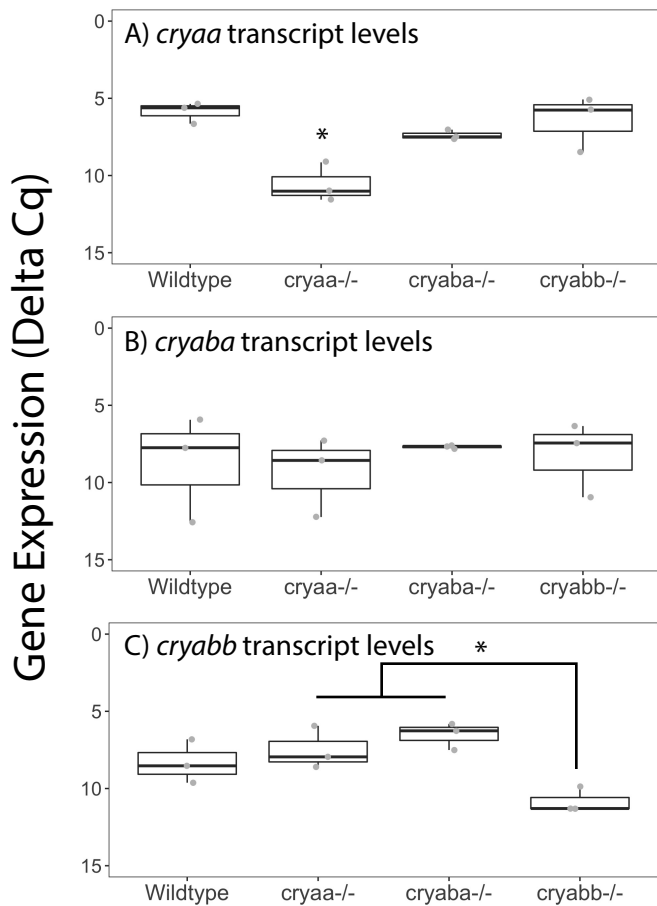 Gene Expression (Delta Cq)
A) cryaa transcript levels
0
5
10
15
*
Wildtype cryaa-/- cryaba-/- cryabb-/-
B) cryaba transcript levels
0
5
10
15
Wildtype cryaa-/- cryaba-/- cryabb-/-
C) cryabb transcript levels
*
0
5
10
15
Wildtype cryaa-/- cryaba-/- cryabb-/-